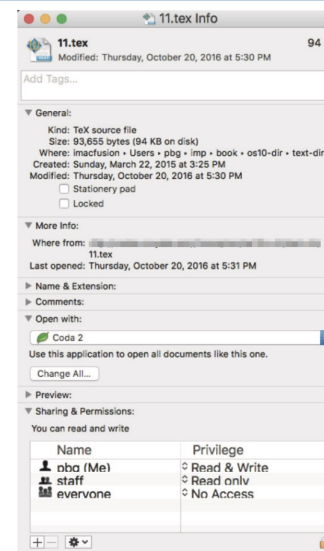 11.tex Info
11.tex 94
Modified: Thursday, October 20, 2016 at 5:30 PM
Add Tags...
General:
Kind: TeX source file
Size: 93,655 bytes (94 KB on disk)
Where: imacfusion • Users • pbg • imp • book • os10-dir • text-dir
Created: Sunday, March 22, 2015 at 3:25 PM
Modified: Thursday, October 20, 2016 at 5:30 PM
Stationery pad
Locked
More Info:
Where from:
11.tex
Last opened: Thursday, October 20, 2016 at 5:31 PM
Name & Extension:
Comments:
Open with:
Coda 2
Use this application to open all documents like this one.
Change All...
Preview:
Sharing & Permissions:
You can read and write
Name Privilege
pbg (Me) Read & Write
staff Read only
everyone No Access